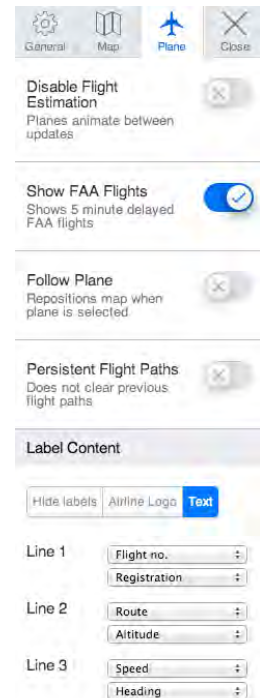 General Map Plane Close
Disable Flight
Estimation
Planes animate between
updates
Show FAA Flights
Shows 5 minute delayed
FAA flights
Follow Plane
Repositions map when
plane is selected
Persistent Flight Paths
Does not clear previous
flight paths
Label Content
Hide labels Airline Logo Text
Line 1 Flight no.
Registration
Line 2 Route
Altitude
Line 3 Speed
Heading